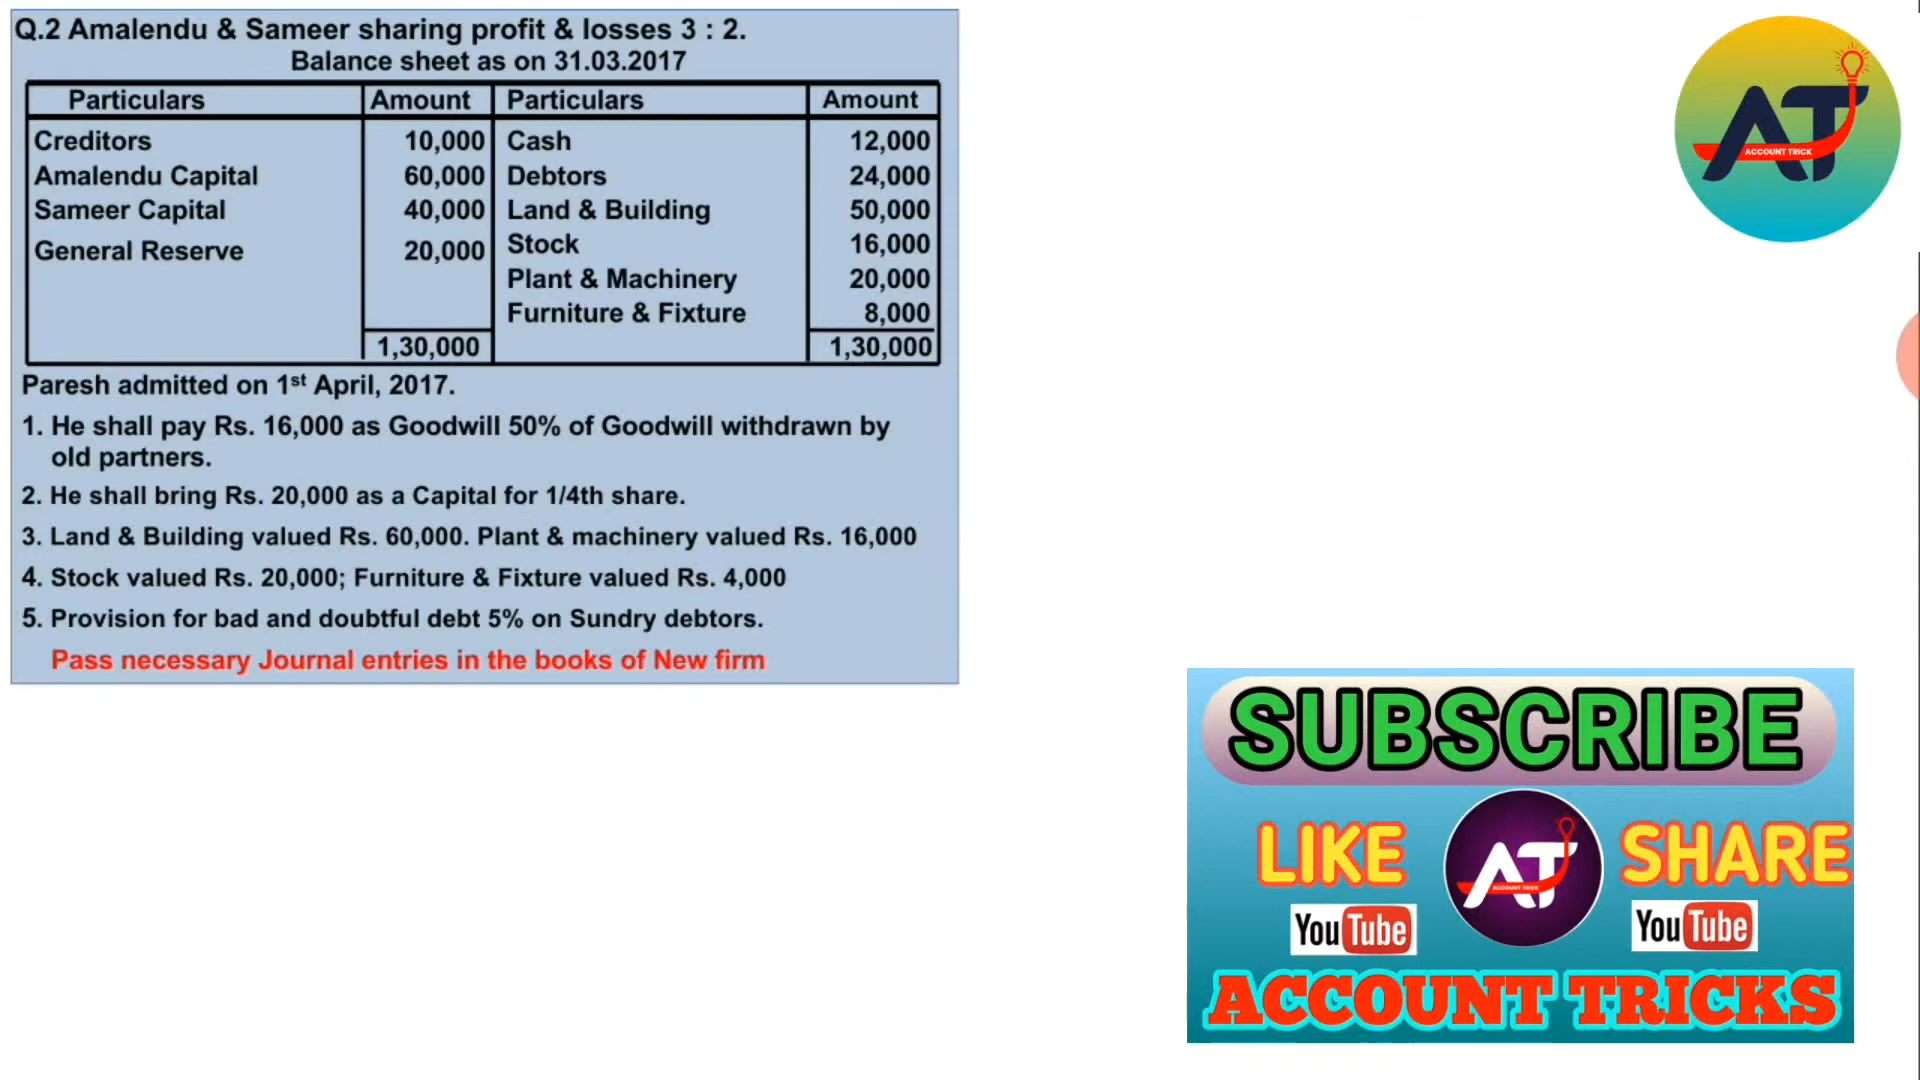 Q.2 Amalendu & Sameer sharing profit & losses 3 : 2.
Balance sheet as on 31.03.2017
Particulars Amount Particulars Amount
Creditors 10,000 Cash 12,000
Amalendu Capital 60,000 Debtors 24,000
Sameer Capital 40,000 Land & Building 50,000
General Reserve 20,000 Stock 16,000
Plant & Machinery 20,000
Furniture & Fixture 8,000
1,30,000 1,30,000
Paresh admitted on 1st April, 2017.
1. He shall pay Rs. 16,000 as Goodwill 50% of Goodwill withdrawn by
old partners.
2. He shall bring Rs. 20,000 as a Capital for 1/4th share.
3. Land & Building valued Rs. 60,000. Plant & machinery valued Rs. 16,000
4. Stock valued Rs. 20,000; Furniture & Fixture valued Rs. 4,000
5. Provision for bad and doubtful debt 5% on Sundry debtors.
Pass necessary Journal entries in the books of New firm
AT
ACCOUNT TRICK
SUBSCRIBE
LIKE AT SHARE
ACCOUNT TRICK
YouTube YouTube
ACCOUNT TRICKS